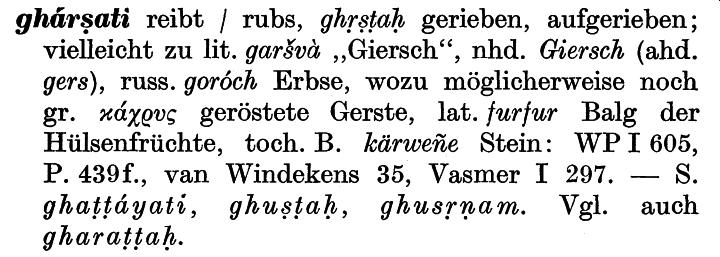 ghárṣati reibt / rubs, ghṛṣṭaḥ gerieben, aufgerieben;
vielleicht zu lit. garšvà „Giersch“, nhd. Giersch (ahd.
gers), russ. goróch Erbse, wozu möglicherweise noch
gr. κάχρυς geröstete Gerste, lat. furfur Balg der
Hülsenfrüchte, toch. B. kärweñe Stein: WP I 605,
P. 439f., van Windekens 35, Vasmer I 297. — S.
ghaṭṭáyati, ghuṣṭaḥ, ghusṛṇam. Vgl. auch
gharaṭṭaḥ.